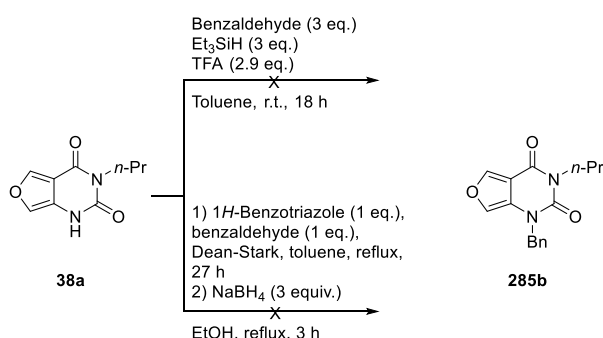 Benzaldehyde (3 eq.)
Et₃SiH (3 eq.)
TFA (2.9 eq.)
X
Toluene, r.t., 18 h
O
N
n-Pr
O
N
H
O
38a
1) 1H-Benzotriazole (1 eq.),
benzaldehyde (1 eq.),
Dean-Stark, toluene, reflux,
27 h
2) NaBH₄ (3 equiv.)
X
EtOH, reflux, 3 h
O
N
n-Pr
O
N
O
Bn
285b